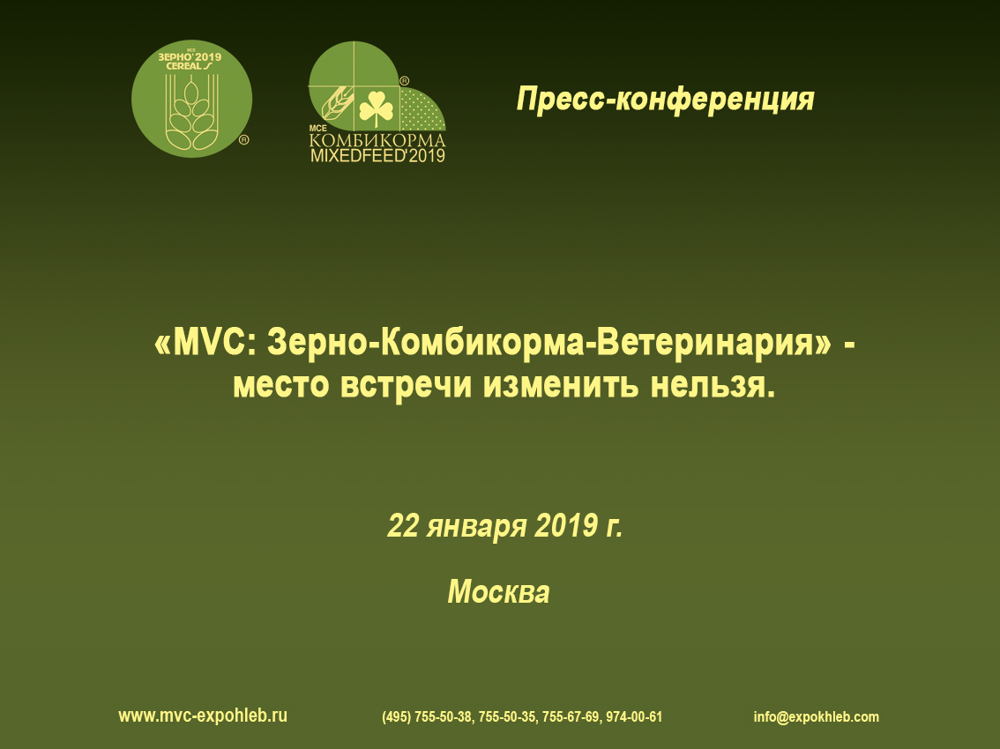 МСЕ
ЗЕРНО'2019
CEREALS
®
®
МСЕ
КОМБИКОРМА
MIXEDFEED'2019
Пресс-конференция
«MVC: Зерно-Комбикорма-Ветеринария» -
место встречи изменить нельзя.
22 января 2019 г.
Москва
www.mvc-expohleb.ru
(495) 755-50-38, 755-50-35, 755-67-69, 974-00-61
info@expokhleb.com